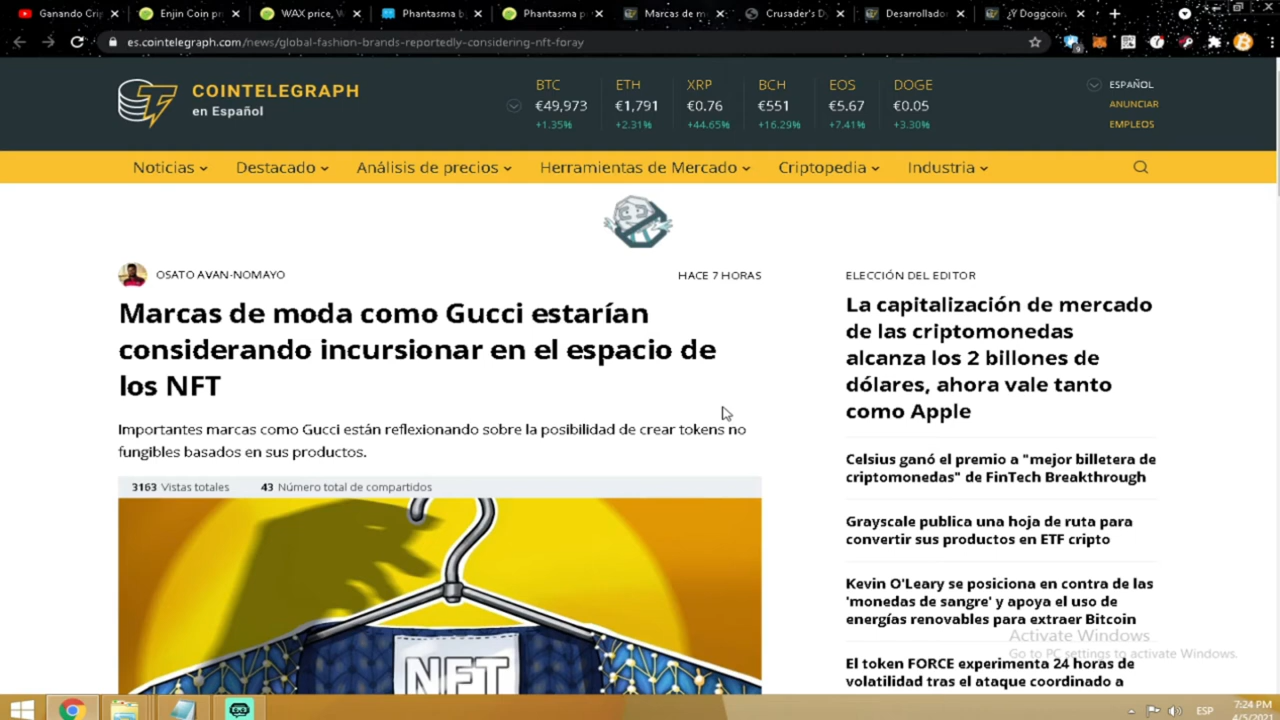 Ganando Cri
Enjin Coin pr
WAX price, W
Phantasma b
Phantasma p
Marcas de m
Crusader's D
Desarrollado
¿Y Doggcoin
es.cointelegraph.com/news/global-fashion-brands-reportedly-considering-nft-foray
COINTELEGRAPH
en Español
BTC
€49,973
+1.35%
ETH
€1,791
+2.31%
XRP
€0.76
+44.65%
BCH
€551
+16.29%
EOS
€5.67
+7.41%
DOGE
€0.05
+3.30%
ESPAÑOL
ANUNCIAR
EMPLEOS
Noticias
Destacado
Análisis de precios
Herramientas de Mercado
Criptopedia
Industria
OSATO AVAN-NOMAYO
HACE 7 HORAS
Marcas de moda como Gucci estarían
considerando incursionar en el espacio de
los NFT
Importantes marcas como Gucci están reflexionando sobre la posibilidad de crear tokens no
fungibles basados en sus productos.
3163 Vistas totales
43 Número total de compartidos
NFT
ELECCIÓN DEL EDITOR
La capitalización de mercado
de las criptomonedas
alcanza los 2 billones de
dólares, ahora vale tanto
como Apple
Celsius ganó el premio a "mejor billetera de
criptomonedas" de FinTech Breakthrough
Grayscale publica una hoja de ruta para
convertir sus productos en ETF cripto
Kevin O'Leary se posiciona en contra de las
'monedas de sangre' y apoya el uso de
energías renovables para extraer Bitcoin
El token FORCE experimenta 24 horas de
volatilidad tras el ataque coordinado a
Activate Windows
Go to PC settings to activate Windows.
ESP
7:24 PM
4/5/2021